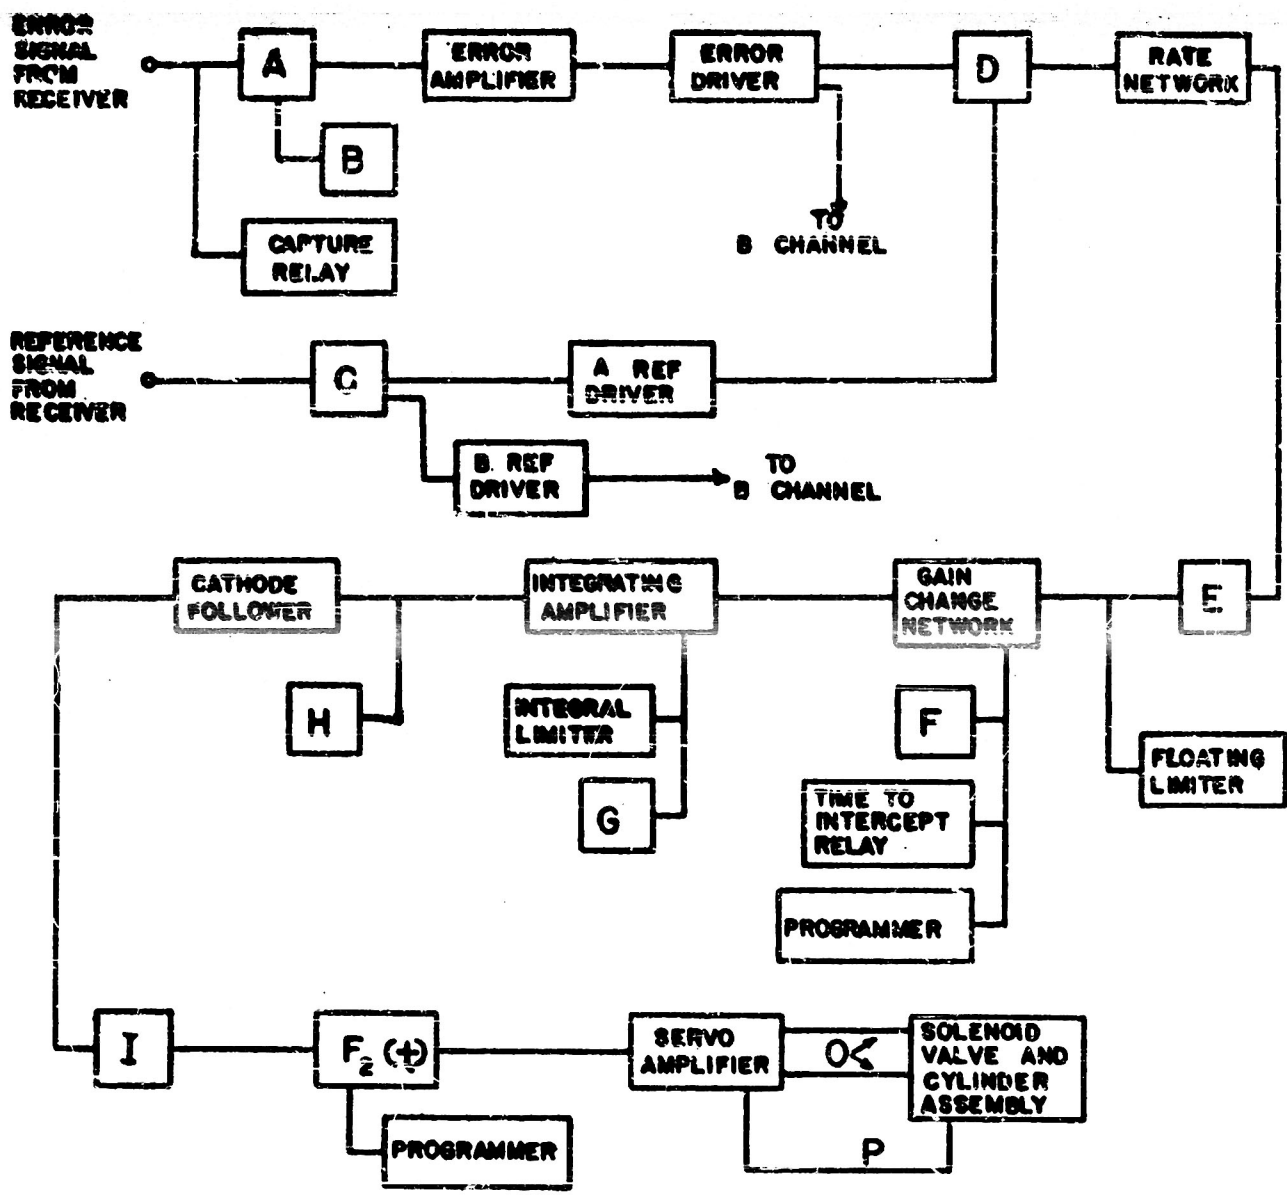 ERROR
SIGNAL
FROM
RECEIVER
A
ERROR
AMPLIFIER
ERROR
DRIVER
D
RATE
NETWORK
B
TO
B CHANNEL
CAPTURE
RELAY
REFERENCE
SIGNAL
FROM
RECEIVER
C
A REF
DRIVER
B REF
DRIVER
TO
B CHANNEL
CATHODE
FOLLOWER
INTEGRATING
AMPLIFIER
GAIN
CHANGE
NETWORK
E
H
INTEGRAL
LIMITER
F
FLOATING
LIMITER
G
TIME TO
INTERCEPT
RELAY
PROGRAMMER
I
F2 (+)
SERVO
AMPLIFIER
O<
SOLENOID
VALVE AND
CYLINDER
ASSEMBLY
PROGRAMMER
P